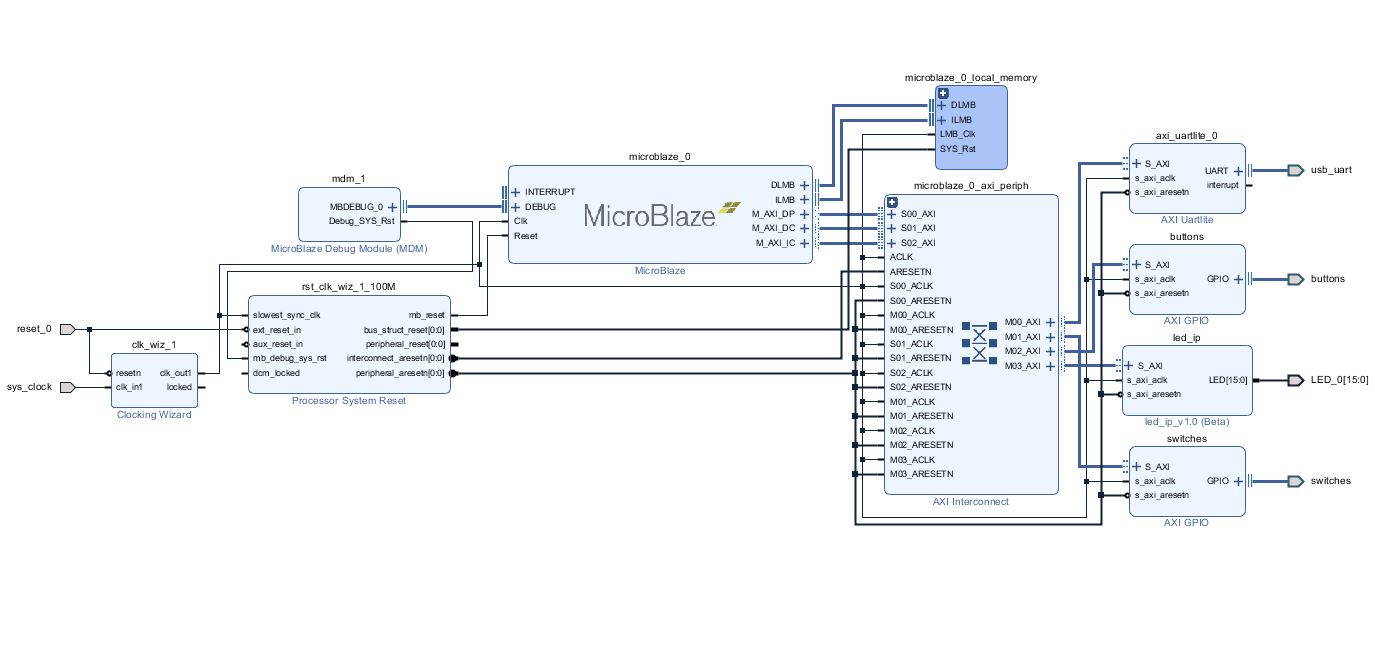 microblaze_0_local_memory
DLMB
ILMB
LMB_Clk
SYS_Rst
mdm_1
MBDEBUG_0
Debug_SYS_Rst
MicroBlaze Debug Module (MDM)
microblaze_0
INTERRUPT
DEBUG
Clk
Reset
MicroBlaze
DLMB
ILMB
M_AXI_DP
M_AXI_DC
M_AXI_IC
MicroBlaze
reset_0
sys_clock
clk_wiz_1
resetn
clk_in1
clk_out1
locked
Clocking Wizard
rst_clk_wiz_1_100M
slowest_sync_clk
ext_reset_in
aux_reset_in
mb_debug_sys_rst
dcm_locked
mb_reset
bus_struct_reset[0:0]
peripheral_reset[0:0]
interconnect_aresetn[0:0]
peripheral_aresetn[0:0]
Processor System Reset
microblaze_0_axi_periph
S00_AXI
S01_AXI
S02_AXI
ACLK
ARESETN
S00_ACLK
S00_ARESETN
M00_ACLK
M00_ARESETN
S01_ACLK
S01_ARESETN
S02_ACLK
S02_ARESETN
M01_ACLK
M01_ARESETN
M02_ACLK
M02_ARESETN
M03_ACLK
M03_ARESETN
M00_AXI
M01_AXI
M02_AXI
M03_AXI
AXI Interconnect
axi_uartlite_0
S_AXI
s_axi_aclk
s_axi_aresetn
UART
interrupt
AXI Uartlite
usb_uart
buttons
S_AXI
s_axi_aclk
s_axi_aresetn
GPIO
AXI GPIO
buttons
led_ip
S_AXI
s_axi_aclk
s_axi_aresetn
LED[15:0]
led_ip_v1.0 (Beta)
LED_0[15:0]
switches
S_AXI
s_axi_aclk
s_axi_aresetn
GPIO
AXI GPIO
switches